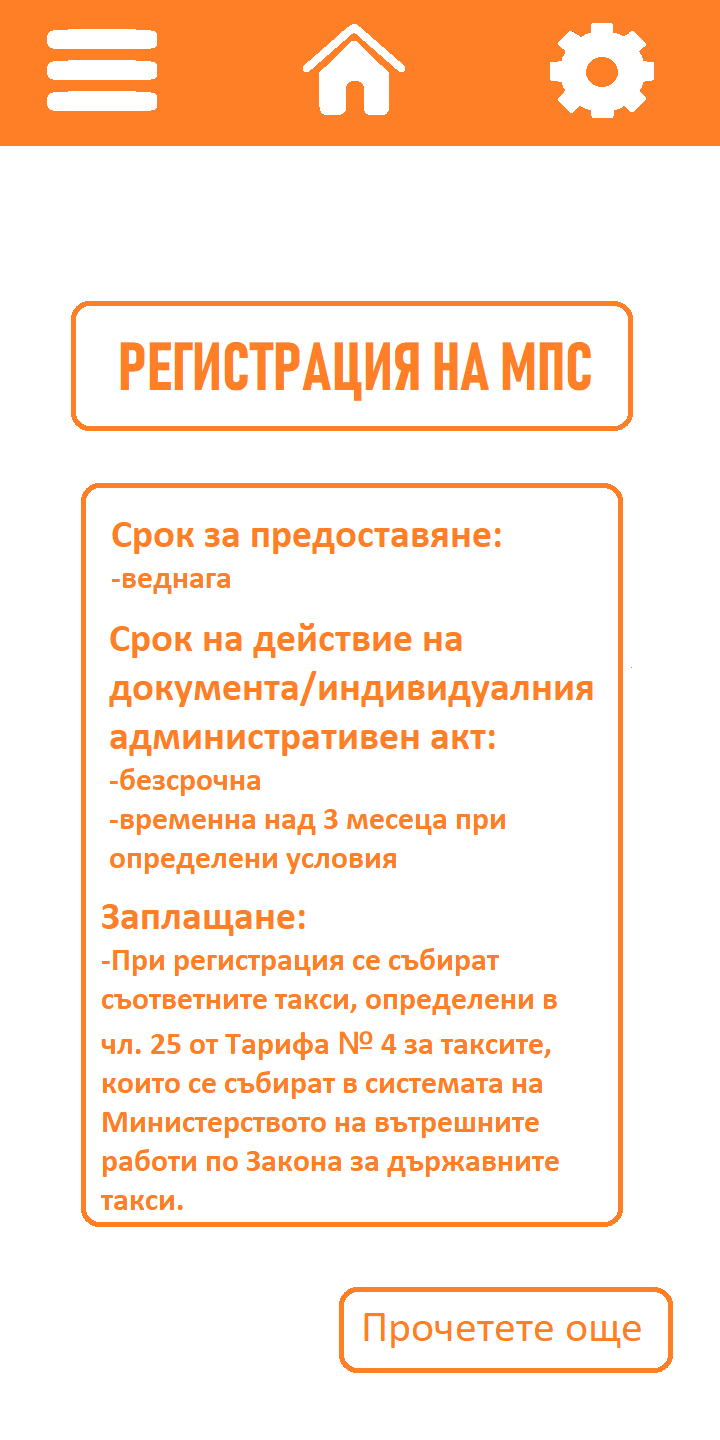 РЕГИСТРАЦИЯ НА МПС
Срок за предоставяне:
-веднага
Срок на действие на
документа/индивидуалния
административен акт:
-безсрочна
-временна над 3 месеца при
определени условия
Заплащане:
-При регистрация се събират
съответните такси, определени в
чл. 25 от Тарифа № 4 за таксите,
които се събират в системата на
Министерството на вътрешните
работи по Закона за държавните
такси.
Прочетете още